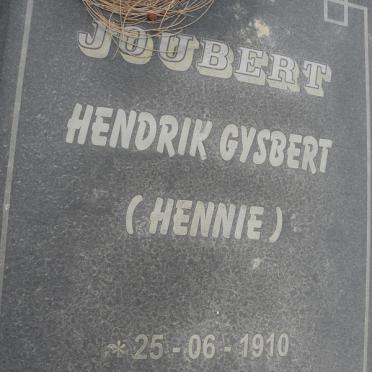 JOUBERT
HENDRIK GYSBERT
( HENNIE )
* 25 - 06 - 1910